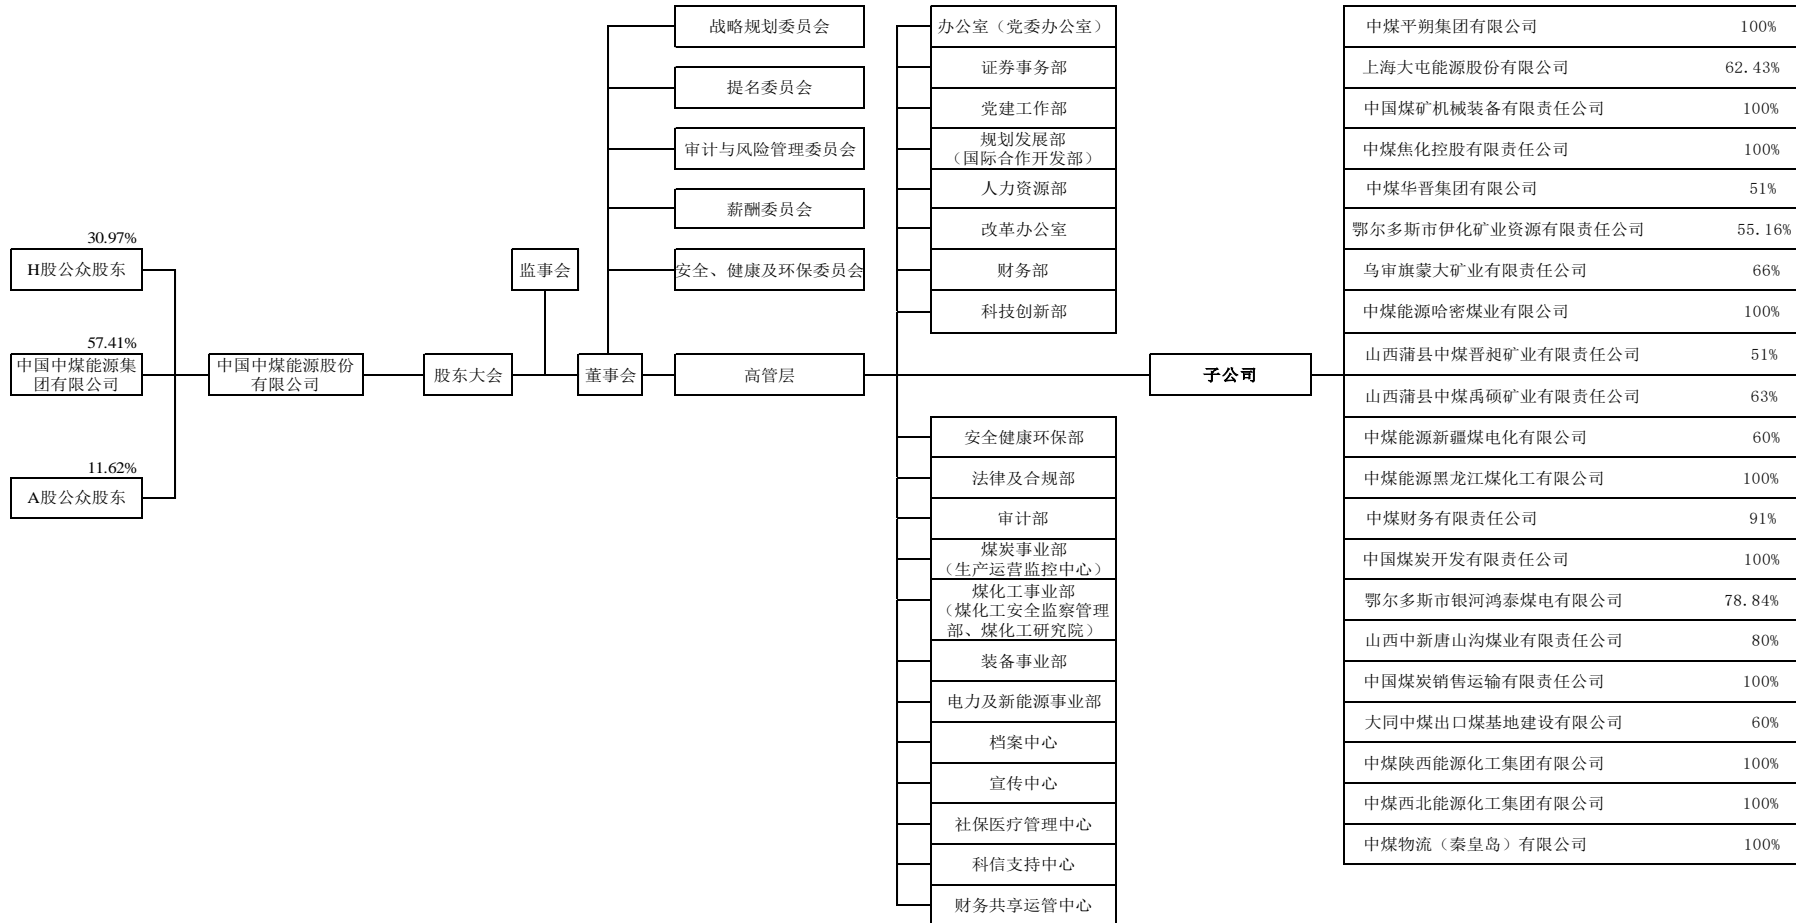 30.97%
H股公众股东
57.41%
中国中煤能源集
团有限公司
11.62%
A股公众股东
中国中煤能源股份
有限公司
股东大会
监事会
董事会
战略规划委员会
提名委员会
审计与风险管理委员会
薪酬委员会
安全、健康及环保委员会
高管层
办公室（党委办公室）
证券事务部
党建工作部
规划发展部
（国际合作开发部）
人力资源部
改革办公室
财务部
科技创新部
安全健康环保部
法律及合规部
审计部
煤炭事业部
（生产运营监控中心）
煤化工事业部
（煤化工安全监察管理
部、煤化工研究院）
装备事业部
电力及新能源事业部
档案中心
宣传中心
社保医疗管理中心
科信支持中心
财务共享运管中心
子公司
中煤平朔集团有限公司 100%
上海大屯能源股份有限公司 62.43%
中国煤矿机械装备有限责任公司 100%
中煤焦化控股有限责任公司 100%
中煤华晋集团有限公司 51%
鄂尔多斯市伊化矿业资源有限责任公司 55.16%
乌审旗蒙大矿业有限责任公司 66%
中煤能源哈密煤业有限公司 100%
山西蒲县中煤晋昶矿业有限责任公司 51%
山西蒲县中煤禹硕矿业有限责任公司 63%
中煤能源新疆煤电化有限公司 60%
中煤能源黑龙江煤化工有限公司 100%
中煤财务有限责任公司 91%
中国煤炭开发有限责任公司 100%
鄂尔多斯市银河鸿泰煤电有限公司 78.84%
山西中新唐山沟煤业有限责任公司 80%
中国煤炭销售运输有限责任公司 100%
大同中煤出口煤基地建设有限公司 60%
中煤陕西能源化工集团有限公司 100%
中煤西北能源化工集团有限公司 100%
中煤物流（秦皇岛）有限公司 100%